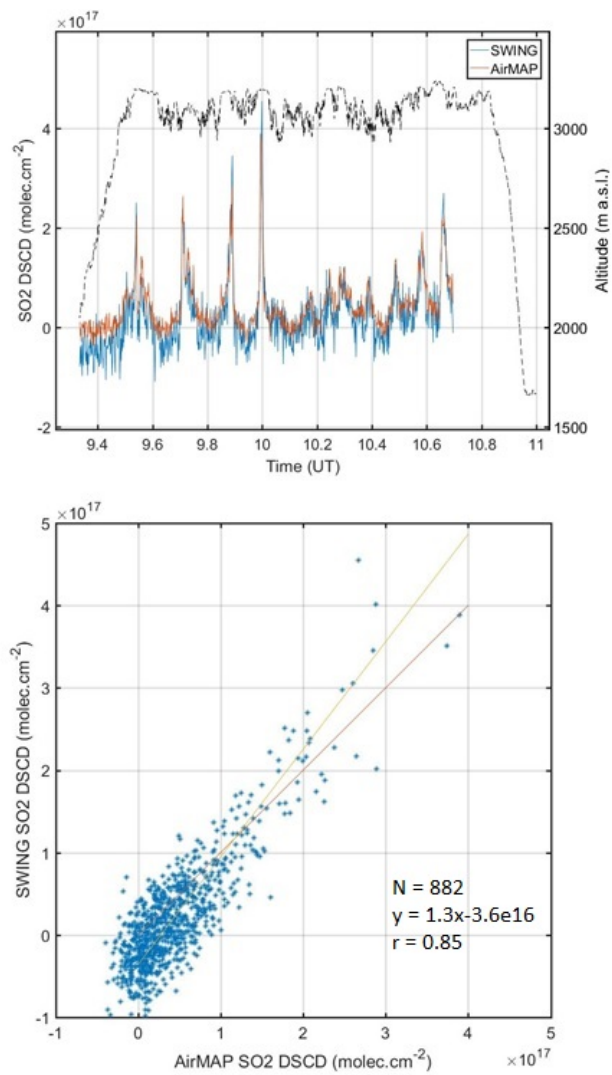 ×10^17
SWING
AirMAP
4
2
0
-2
SO2 DSCD (molec.cm-2)
3000
2500
2000
1500
Altitude (m a.s.l.)
9.4 9.6 9.8 10 10.2 10.4 10.6 10.8 11
Time (UT)
×10^17
5
4
3
2
1
0
-1
SWING SO2 DSCD (molec.cm-2)
N = 882
y = 1.3x-3.6e16
r = 0.85
-1 0 1 2 3 4 5
AirMAP SO2 DSCD (molec.cm-2)
×10^17